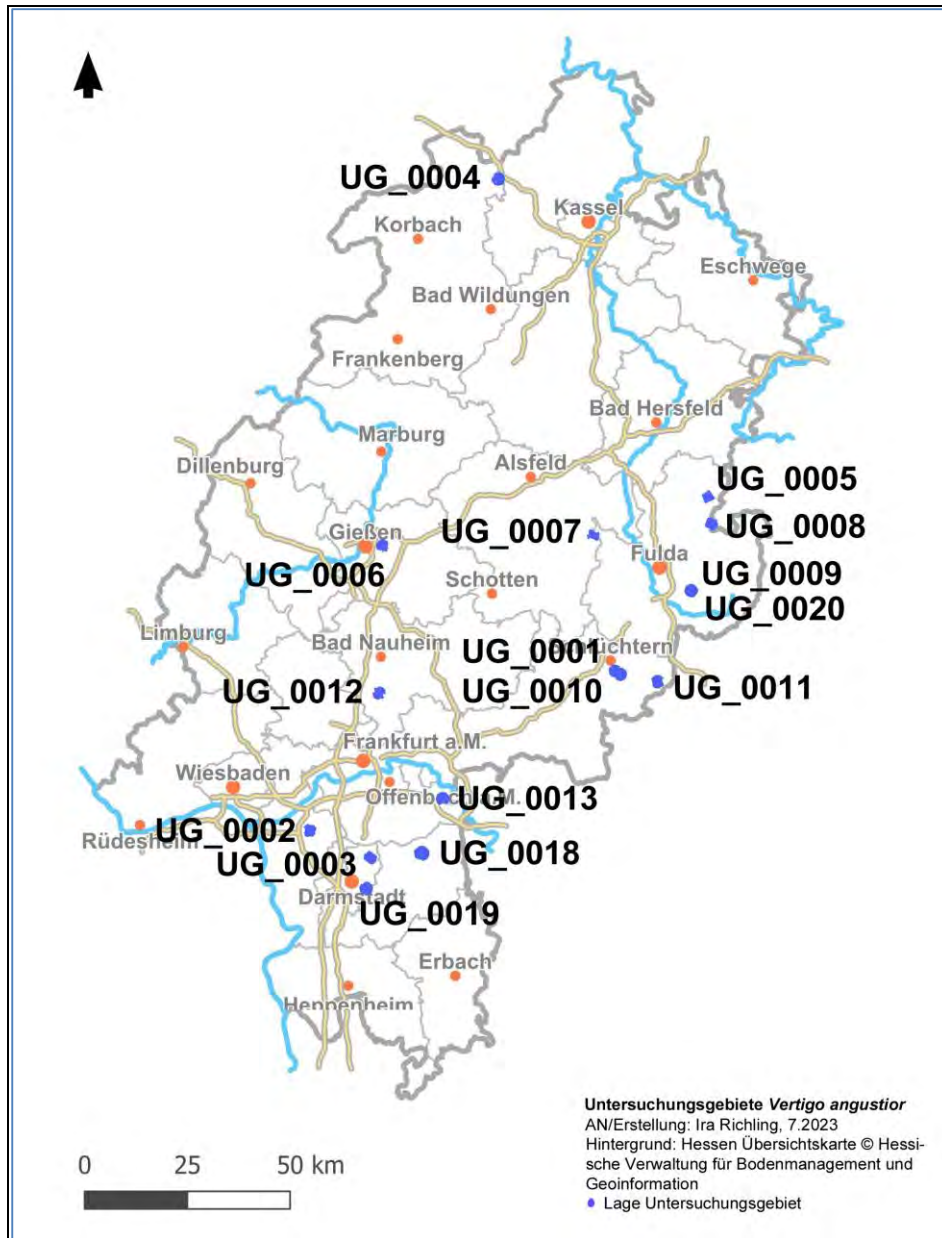 UG_0004
Kassel
Korbach
Eschwege
Bad Wildungen
Frankenberg
Bad Hersfeld
Marburg
Dillenburg
Alsfeld
UG_0005
Gießen
UG_0007
UG_0008
Fulda
UG_0006
Schotten
UG_0009
UG_0020
Limburg
Bad Nauheim
UG_0001
UG_0010
UG_0011
UG_0012
Frankfurt a.M.
Wiesbaden
UG_0013
Rüdesheim
UG_0002
UG_0003
UG_0018
Darmstadt
UG_0019
Erbach
Heppenheim
0 25 50 km
Untersuchungsgebiete Vertigo angustior
AN/Erstellung: Ira Richling, 7.2023
Hintergrund: Hessen Übersichtskarte © Hessi-
sche Verwaltung für Bodenmanagement und
Geoinformation
Lage Untersuchungsgebiet